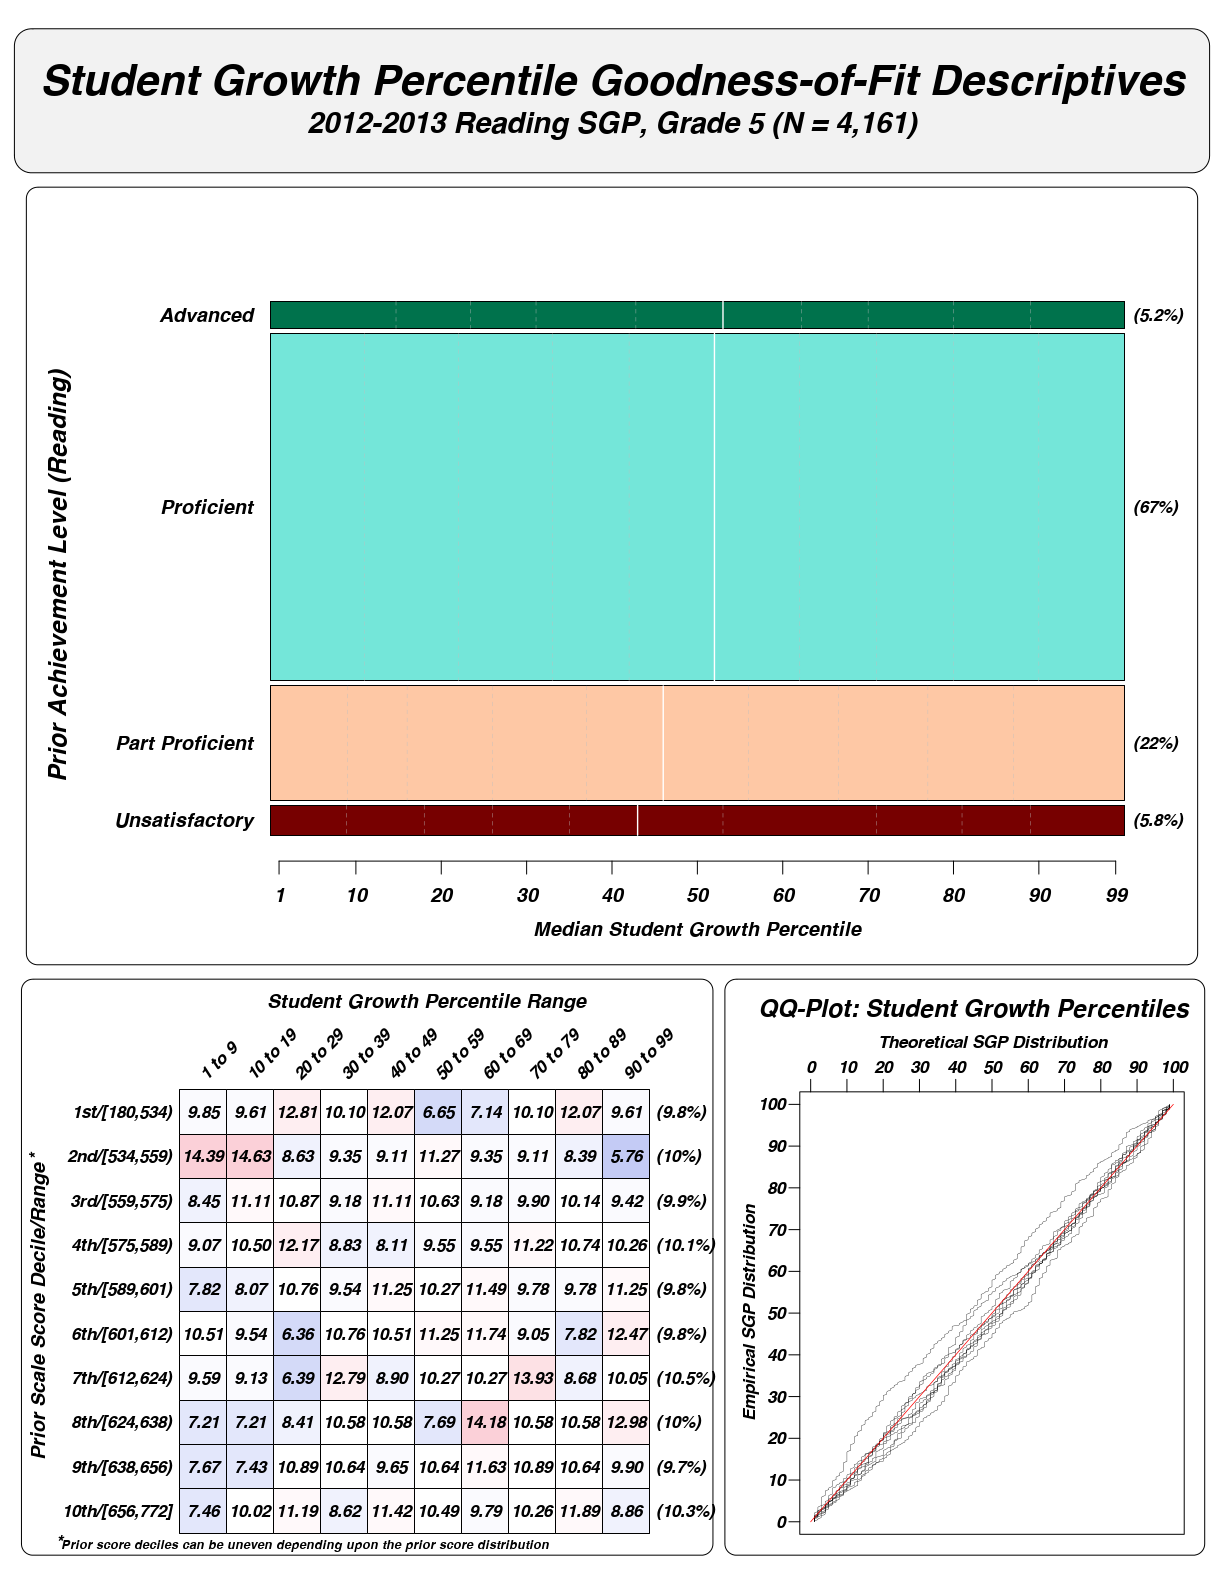 Student Growth Percentile Goodness-of-Fit Descriptives
2012-2013 Reading SGP, Grade 5 (N = 4,161)
Prior Achievement Level (Reading)
Advanced (5.2%)
Proficient (67%)
Part Proficient (22%)
Unsatisfactory (5.8%)
1 10 20 30 40 50 60 70 80 90 99
Median Student Growth Percentile
Student Growth Percentile Range
1 to 9 10 to 19 20 to 29 30 to 39 40 to 49 50 to 59 60 to 69 70 to 79 80 to 89 90 to 99
Prior Scale Score Decile/Range*
1st/[180,534) 9.85 9.61 12.81 10.10 12.07 6.65 7.14 10.10 12.07 9.61 (9.8%)
2nd/[534,559) 14.39 14.63 8.63 9.35 9.11 11.27 9.35 9.11 8.39 5.76 (10%)
3rd/[559,575) 8.45 11.11 10.87 9.18 11.11 10.63 9.18 9.90 10.14 9.42 (9.9%)
4th/[575,589) 9.07 10.50 12.17 8.83 8.11 9.55 9.55 11.22 10.74 10.26 (10.1%)
5th/[589,601) 7.82 8.07 10.76 9.54 11.25 10.27 11.49 9.78 9.78 11.25 (9.8%)
6th/[601,612) 10.51 9.54 6.36 10.76 10.51 11.25 11.74 9.05 7.82 12.47 (9.8%)
7th/[612,624) 9.59 9.13 6.39 12.79 8.90 10.27 10.27 13.93 8.68 10.05 (10.5%)
8th/[624,638) 7.21 7.21 8.41 10.58 10.58 7.69 14.18 10.58 10.58 12.98 (10%)
9th/[638,656) 7.67 7.43 10.89 10.64 9.65 10.64 11.63 10.89 10.64 9.90 (9.7%)
10th/[656,772] 7.46 10.02 11.19 8.62 11.42 10.49 9.79 10.26 11.89 8.86 (10.3%)
*Prior score deciles can be uneven depending upon the prior score distribution
QQ-Plot: Student Growth Percentiles
Theoretical SGP Distribution
0 10 20 30 40 50 60 70 80 90 100
Empirical SGP Distribution
100
90
80
70
60
50
40
30
20
10
0